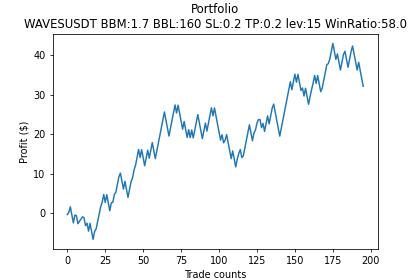 Portfolio
WAVESUSDT BBM:1.7 BBL:160 SL:0.2 TP:0.2 lev:15 WinRatio:58.0
40
30
20
10
0
Profit ($)
0 25 50 75 100 125 150 175 200
Trade counts